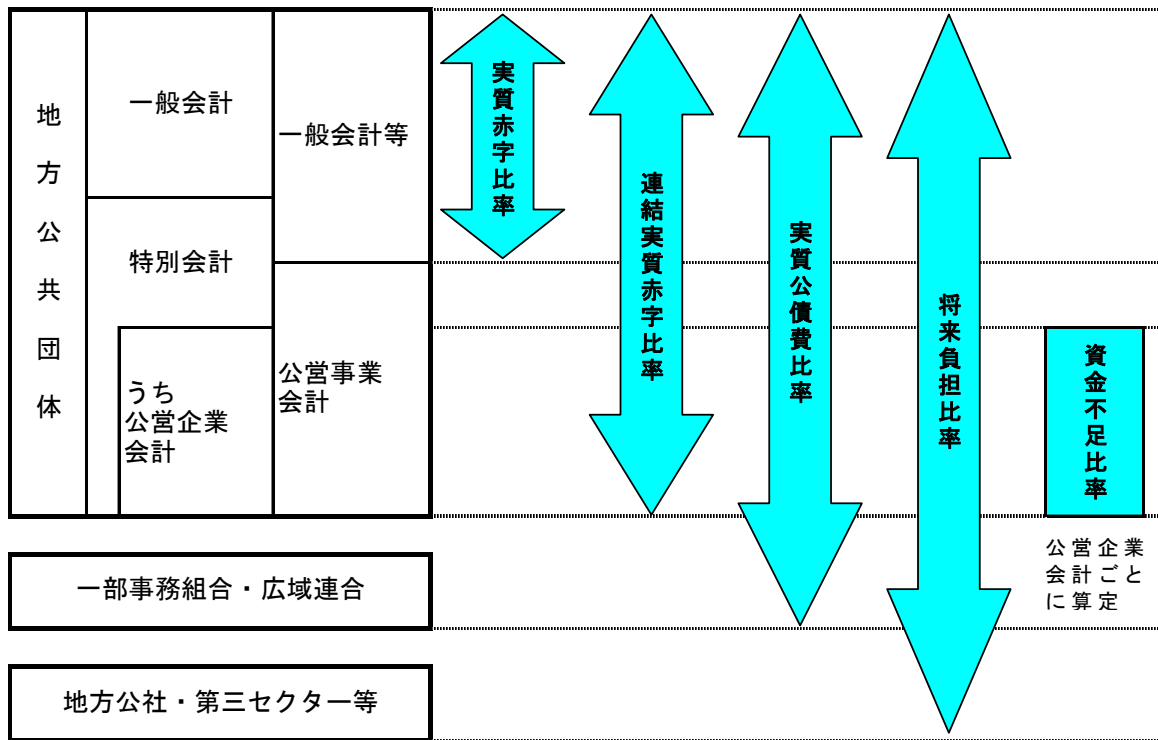 地方公共団体
一般会計
特別会計
うち
公営企業
会計
一般会計等
公営事業
会計
実質赤字比率
連結実質赤字比率
実質公債費比率
将来負担比率
資金不足比率
公営企業
会計ごと
に算定
一部事務組合・広域連合
地方公社・第三セクター等